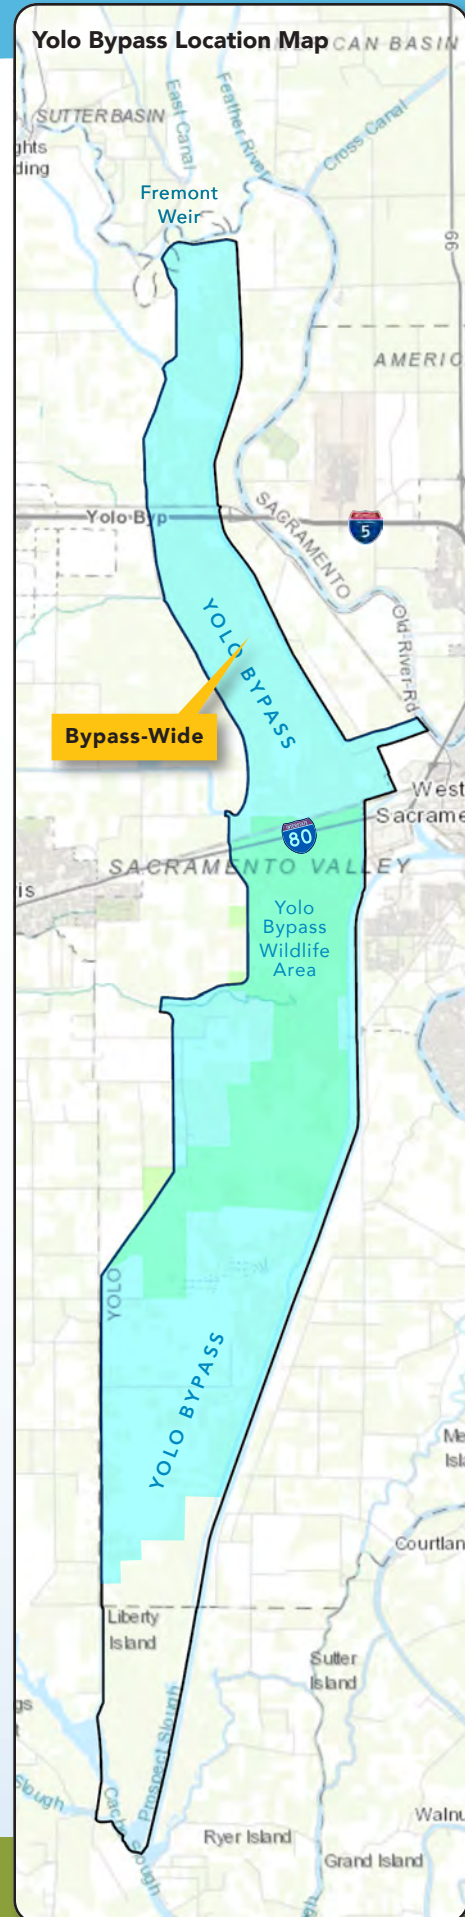 Yolo Bypass Location Map
CAN BASIN
SUTTER BASIN
East Canal
Feather River
Cross Canal
ghts
ding
Fremont
Weir
99
AMERIC
Yolo Byp
SACRAMENTO
5
Old River Rd
YOLO BYPASS
Bypass-Wide
West
Sacrame
80
SACRAMENTO VALLEY
is
Yolo
Bypass
Wildlife
Area
YOLO
YOLO BYPASS
Me
Isl
Courtlan
Liberty
Island
Sutter
Island
gs
t
Prospect Slough
Slough
Cach
Slough
Ryer Island
Walnu
Grand Island
gh